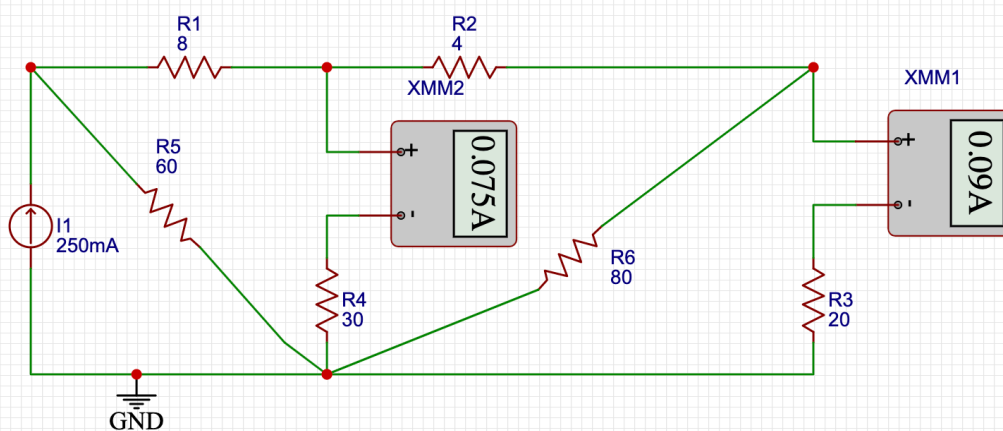 R1
8
R2
4
XMM2
XMM1
+
-
0.075A
+
-
0.09A
R5
60
I1
250mA
R6
80
R4
30
R3
20
GND